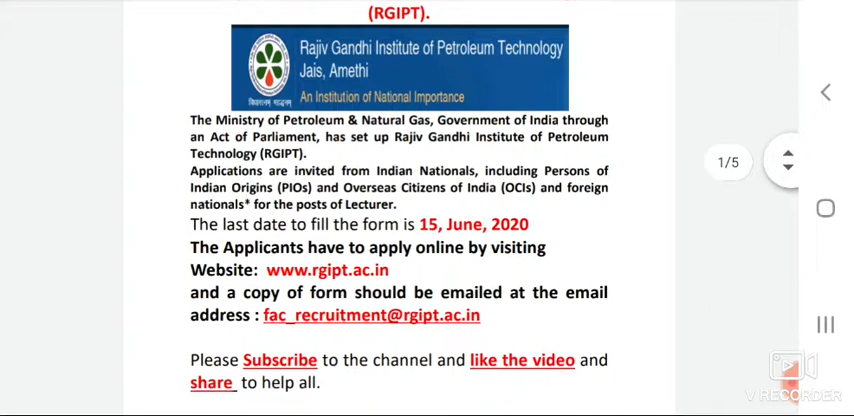 (RGIPT).
Rajiv Gandhi Institute of Petroleum Technology
Jais, Amethi
An Institution of National Importance
The Ministry of Petroleum & Natural Gas, Government of India through
an Act of Parliament, has set up Rajiv Gandhi Institute of Petroleum
Technology (RGIPT).
Applications are invited from Indian Nationals, including Persons of
Indian Origins (PIOs) and Overseas Citizens of India (OCIs) and foreign
nationals* for the posts of Lecturer.
The last date to fill the form is 15, June, 2020
The Applicants have to apply online by visiting
Website: www.rgipt.ac.in
and a copy of form should be emailed at the email
address : fac_recruitment@rgipt.ac.in
Please Subscribe to the channel and like the video and
share to help all.
1/5
V RECORDER